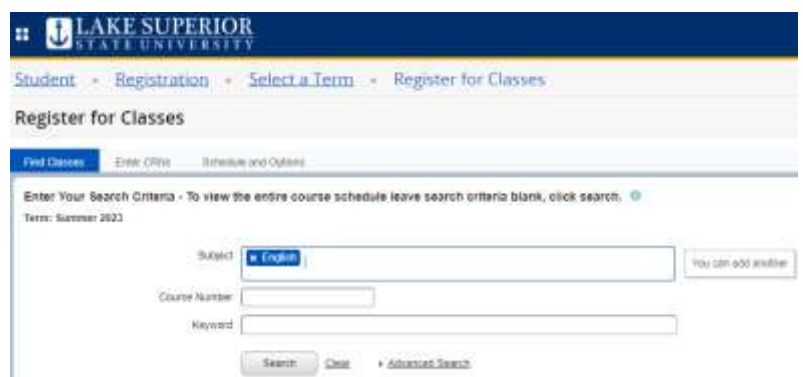 LAKE SUPERIOR
STATE UNIVERSITY
Student • Registration • Select a Term • Register for Classes
Register for Classes
Find Classes Enter CRNs Schedule and Options
Enter Your Search Criteria - To view the entire course schedule leave search criteria blank, click search.
Term: Summer 2023
Subject × English You can add another
Course Number
Keyword
Search Clear Advanced Search